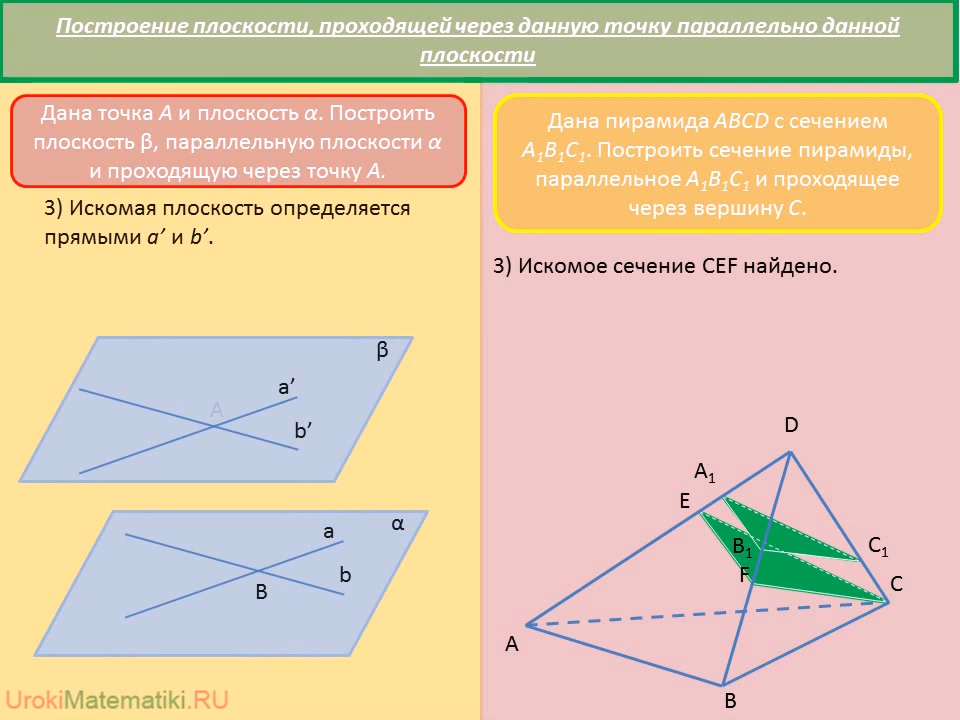 Построение плоскости, проходящей через данную точку параллельно данной
плоскости
Дана точка А и плоскость α. Построить
плоскость β, параллельную плоскости α
и проходящую через точку А.
3) Искомая плоскость определяется
прямыми a’ и b’.
β
a’
A
b’
α
a
b
B
Дана пирамида ABCD с сечением
A₁B₁C₁. Построить сечение пирамиды,
параллельное A₁B₁C₁ и проходящее
через вершину C.
3) Искомое сечение CEF найдено.
D
A₁
E
B₁
C₁
F
C
A
B
UrokiMatematiki.RU